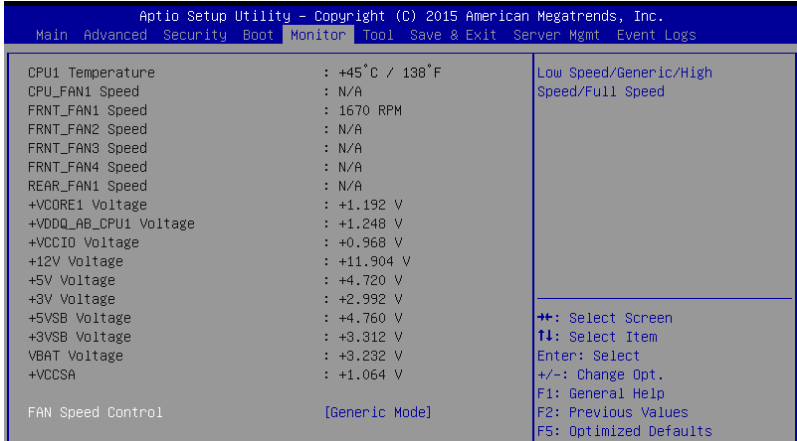 Aptio Setup Utility – Copyright (C) 2015 American Megatrends, Inc.
Main Advanced Security Boot Monitor Tool Save & Exit Server Mgmt Event Logs
CPU1 Temperature : +45°C / 138°F
CPU_FAN1 Speed : N/A
FRNT_FAN1 Speed : 1670 RPM
FRNT_FAN2 Speed : N/A
FRNT_FAN3 Speed : N/A
FRNT_FAN4 Speed : N/A
REAR_FAN1 Speed : N/A
+VCORE1 Voltage : +1.192 V
+VDDQ_AB_CPU1 Voltage : +1.248 V
+VCCIO Voltage : +0.968 V
+12V Voltage : +11.904 V
+5V Voltage : +4.720 V
+3V Voltage : +2.992 V
+5VSB Voltage : +4.760 V
+3VSB Voltage : +3.312 V
VBAT Voltage : +3.232 V
+VCCSA : +1.064 V
FAN Speed Control [Generic Mode]
Low Speed/Generic/High
Speed/Full Speed
→←: Select Screen
↑↓: Select Item
Enter: Select
+/-: Change Opt.
F1: General Help
F2: Previous Values
F5: Optimized Defaults